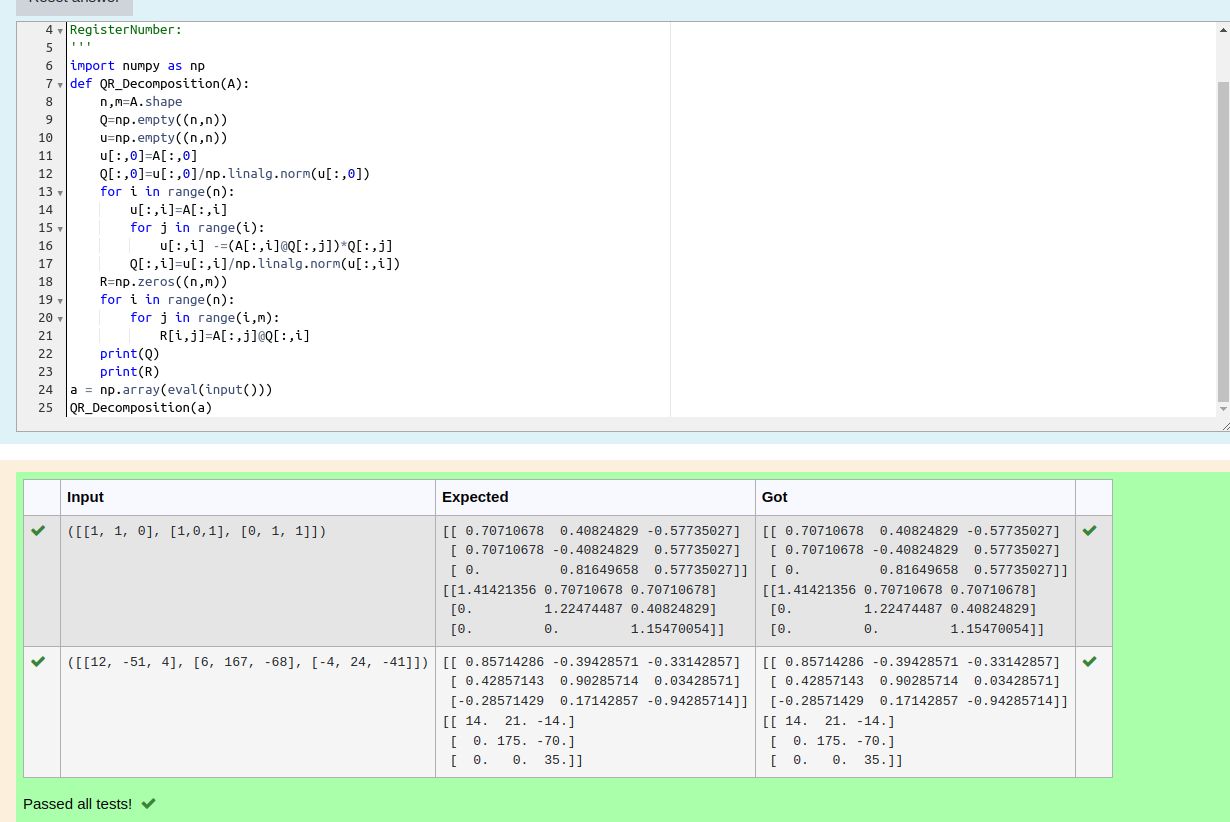 Reset answer
4 RegisterNumber:
5 '''
6 import numpy as np
7 def QR_Decomposition(A):
8     n,m=A.shape
9     Q=np.empty((n,n))
10     u=np.empty((n,n))
11     u[:,0]=A[:,0]
12     Q[:,0]=u[:,0]/np.linalg.norm(u[:,0])
13     for i in range(n):
14         u[:,i]=A[:,i]
15         for j in range(i):
16             u[:,i] -=(A[:,i]@Q[:,j])*Q[:,j]
17         Q[:,i]=u[:,i]/np.linalg.norm(u[:,i])
18     R=np.zeros((n,m))
19     for i in range(n):
20         for j in range(i,m):
21             R[i,j]=A[:,j]@Q[:,i]
22     print(Q)
23     print(R)
24 a = np.array(eval(input()))
25 QR_Decomposition(a)
Input Expected Got
([[1, 1, 0], [1,0,1], [0, 1, 1]]) [[ 0.70710678  0.40824829 -0.57735027] [[ 0.70710678  0.40824829 -0.57735027]
[ 0.70710678 -0.40824829  0.57735027] [ 0.70710678 -0.40824829  0.57735027]
[ 0.          0.81649658  0.57735027]] [ 0.          0.81649658  0.57735027]]
[[1.41421356 0.70710678 0.70710678] [[1.41421356 0.70710678 0.70710678]
[0.         1.22474487 0.40824829] [0.         1.22474487 0.40824829]
[0.         0.         1.15470054]] [0.         0.         1.15470054]]
([[12, -51, 4], [6, 167, -68], [-4, 24, -41]]) [[ 0.85714286 -0.39428571 -0.33142857] [[ 0.85714286 -0.39428571 -0.33142857]
[ 0.42857143  0.90285714  0.03428571] [ 0.42857143  0.90285714  0.03428571]
[-0.28571429  0.17142857 -0.94285714]] [-0.28571429  0.17142857 -0.94285714]]
[[ 14.  21. -14.] [[ 14.  21. -14.]
[  0. 175. -70.] [  0. 175. -70.]
[  0.   0.  35.]] [  0.   0.  35.]]
Passed all tests!